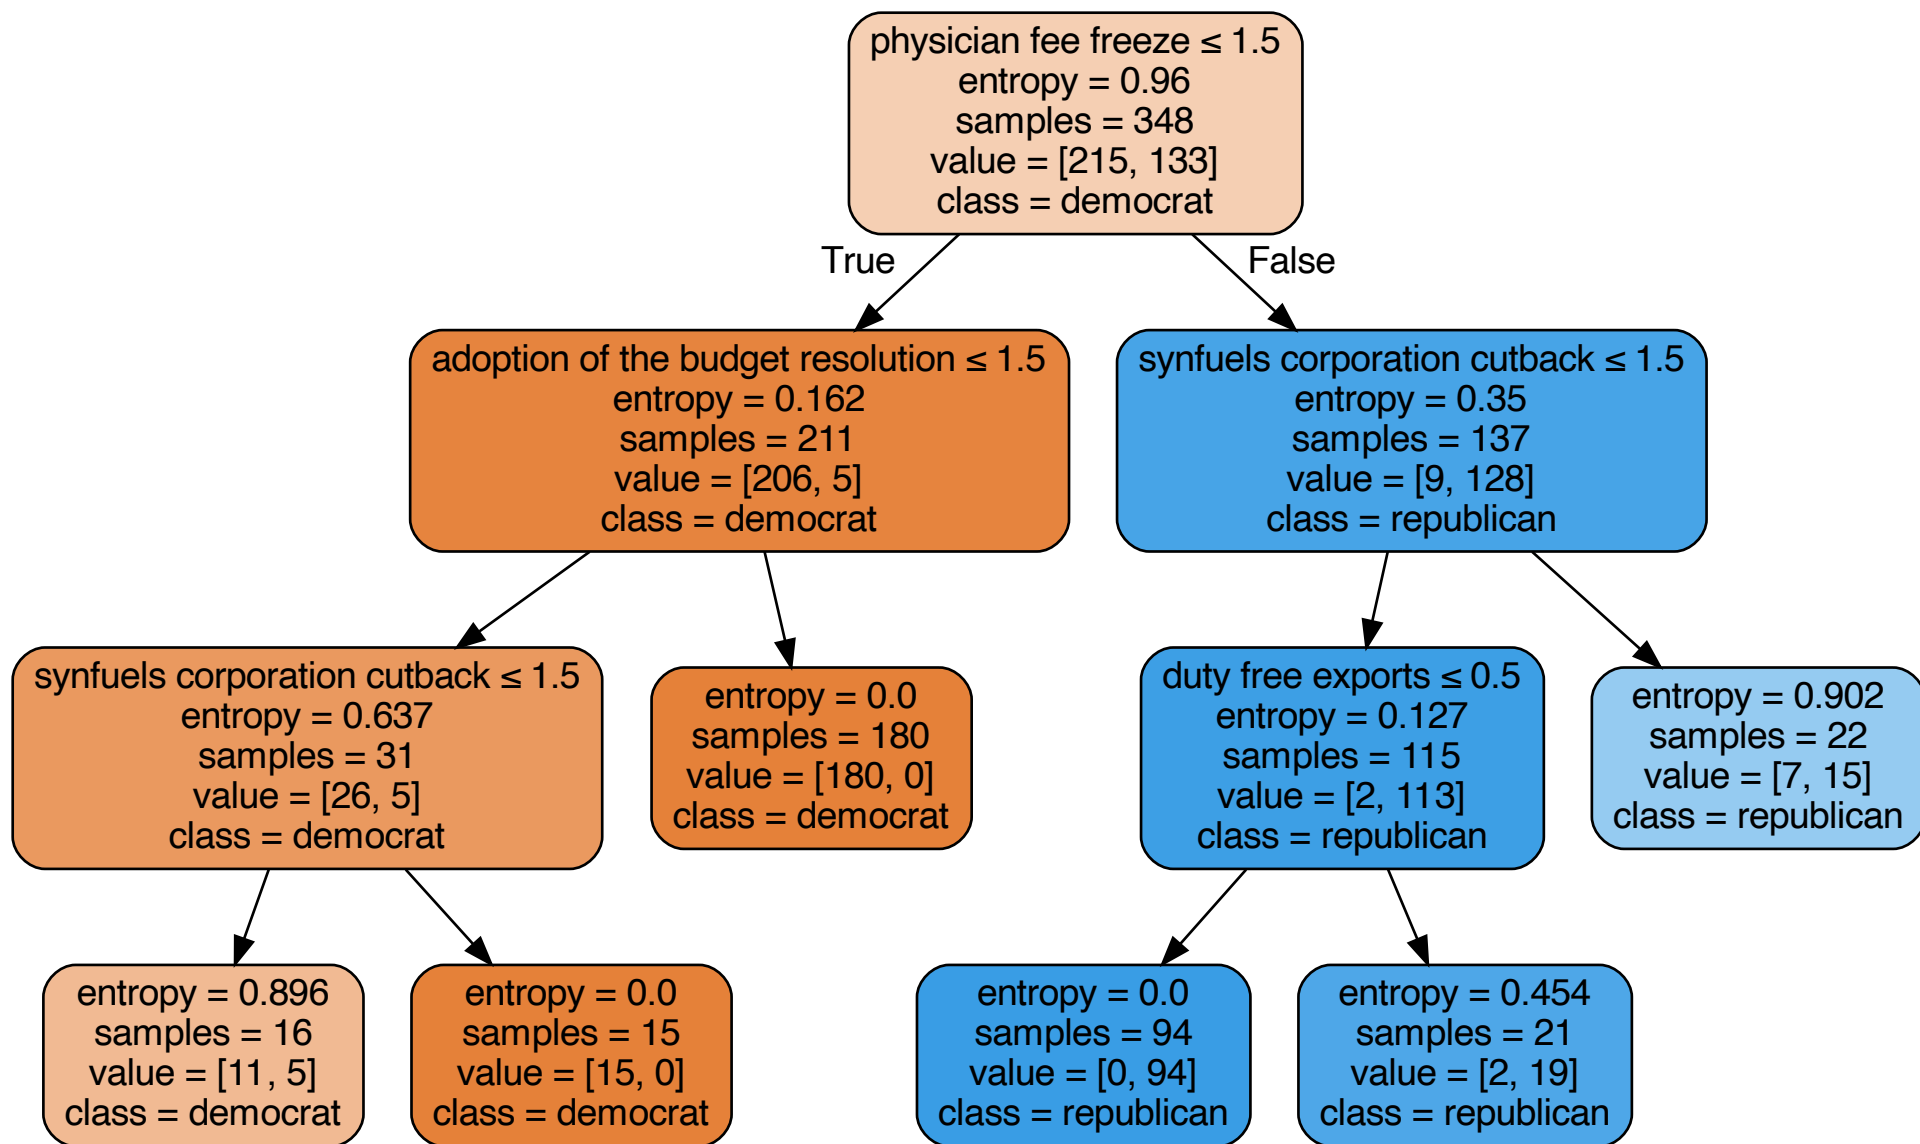 physician fee freeze ≤ 1.5
entropy = 0.96
samples = 348
value = [215, 133]
class = democrat
True
False
adoption of the budget resolution ≤ 1.5
entropy = 0.162
samples = 211
value = [206, 5]
class = democrat
synfuels corporation cutback ≤ 1.5
entropy = 0.35
samples = 137
value = [9, 128]
class = republican
synfuels corporation cutback ≤ 1.5
entropy = 0.637
samples = 31
value = [26, 5]
class = democrat
entropy = 0.0
samples = 180
value = [180, 0]
class = democrat
duty free exports ≤ 0.5
entropy = 0.127
samples = 115
value = [2, 113]
class = republican
entropy = 0.902
samples = 22
value = [7, 15]
class = republican
entropy = 0.896
samples = 16
value = [11, 5]
class = democrat
entropy = 0.0
samples = 15
value = [15, 0]
class = democrat
entropy = 0.0
samples = 94
value = [0, 94]
class = republican
entropy = 0.454
samples = 21
value = [2, 19]
class = republican